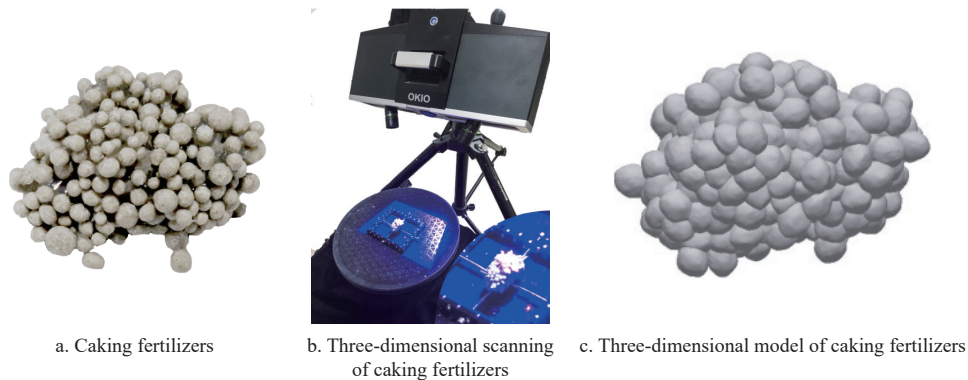 OKIO
a. Caking fertilizers
b. Three-dimensional scanning
of caking fertilizers
c. Three-dimensional model of caking fertilizers